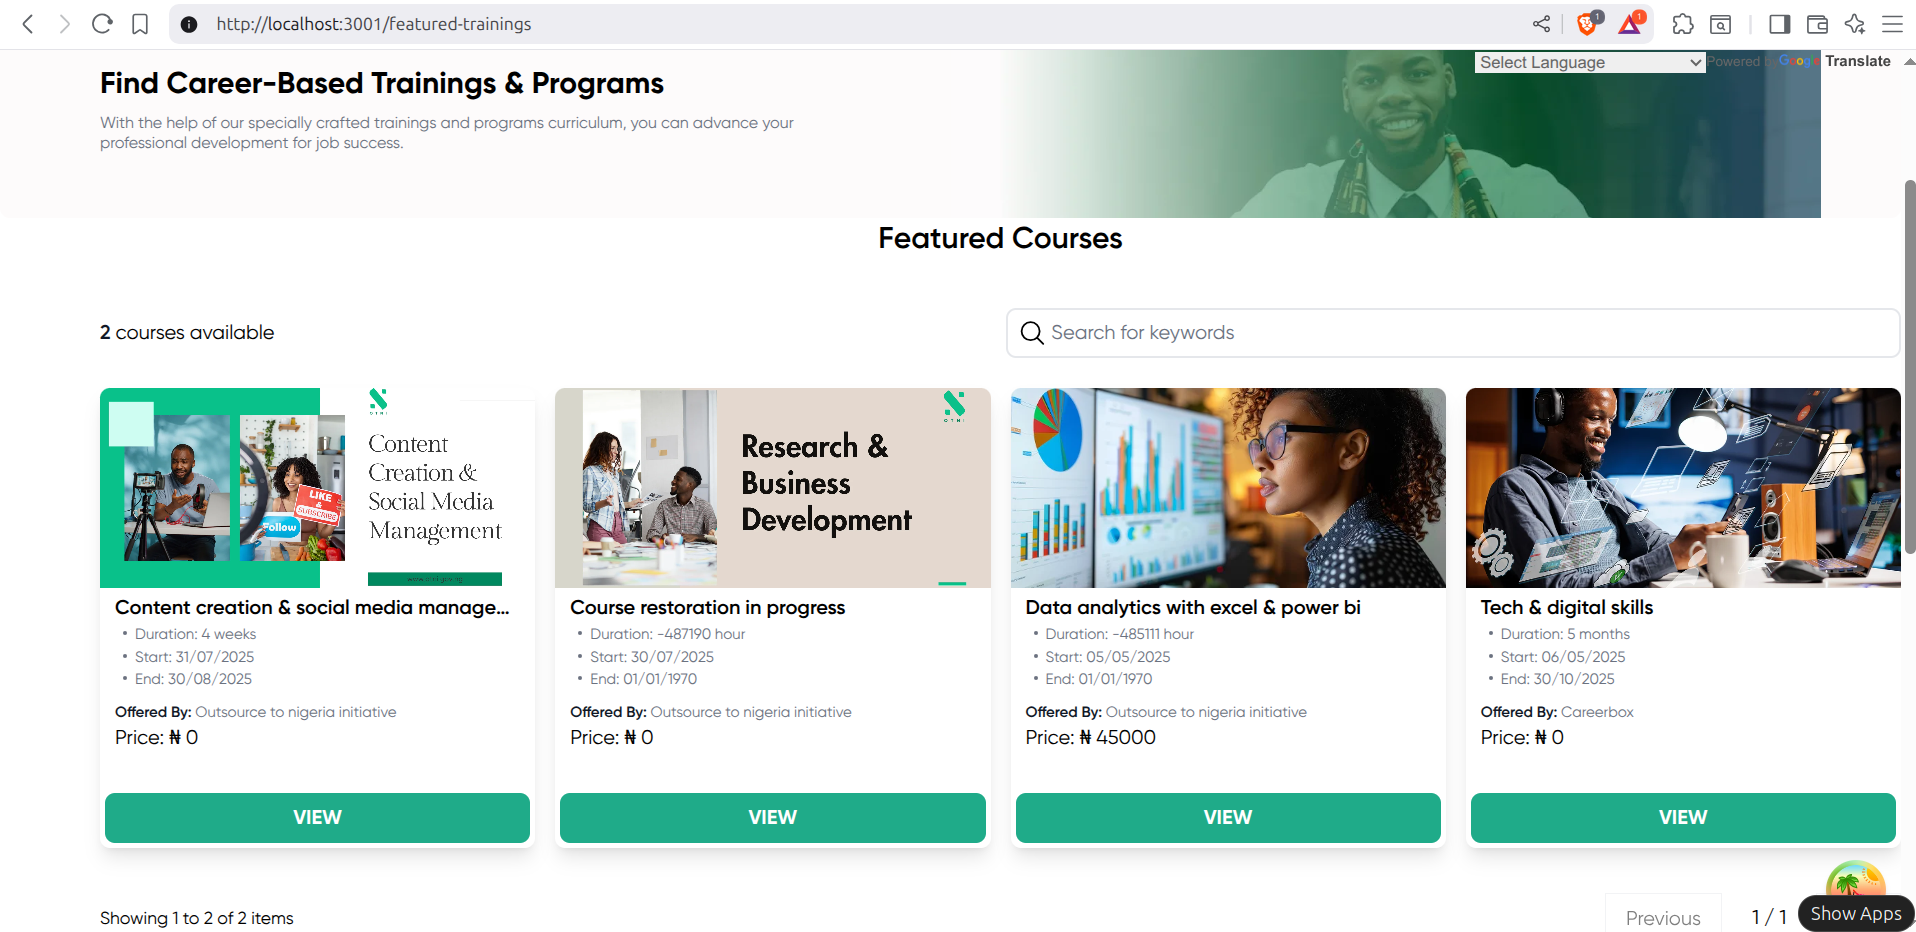 http://localhost:3001/featured-trainings
1
1
Select Language
Powered by Google Translate
Find Career-Based Trainings & Programs
With the help of our specially crafted trainings and programs curriculum, you can advance your
professional development for job success.
Featured Courses
2 courses available
Search for keywords
Content
Creation &
Social Media
Management
LIKE
&
SUBSCRIBE
Follow
Content creation & social media manage...
• Duration: 4 weeks
• Start: 31/07/2025
• End: 30/08/2025
Offered By: Outsource to nigeria initiative
Price: ₦ 0
VIEW
OTNI
Research &
Business
Development
Course restoration in progress
• Duration: -487190 hour
• Start: 30/07/2025
• End: 01/01/1970
Offered By: Outsource to nigeria initiative
Price: ₦ 0
VIEW
Data analytics with excel & power bi
• Duration: -485111 hour
• Start: 05/05/2025
• End: 01/01/1970
Offered By: Outsource to nigeria initiative
Price: ₦ 45000
VIEW
Tech & digital skills
• Duration: 5 months
• Start: 06/05/2025
• End: 30/10/2025
Offered By: Careerbox
Price: ₦ 0
VIEW
Showing 1 to 2 of 2 items
Previous
1 / 1
Show Apps